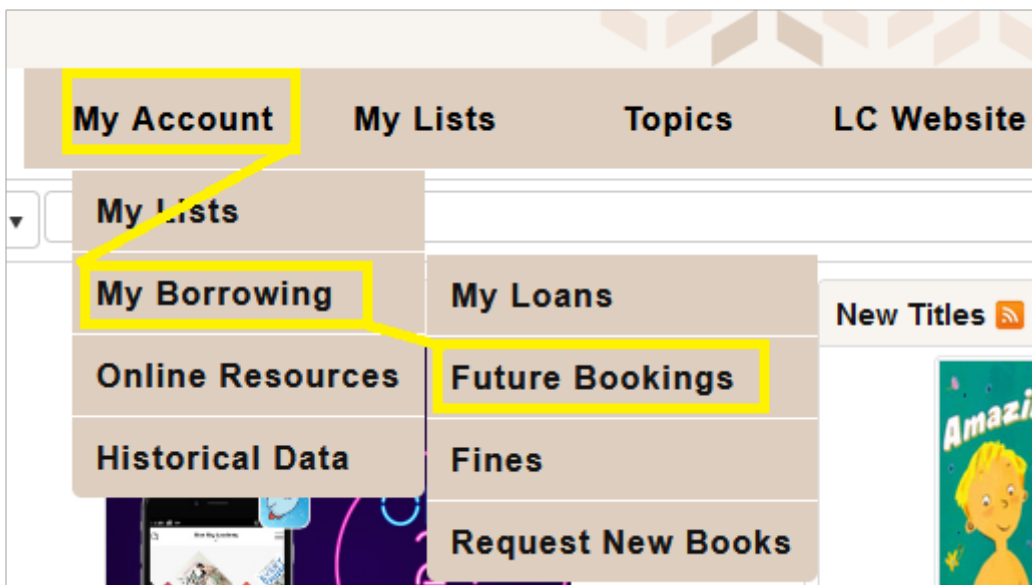 My Account My Lists Topics LC Website
My Lists
My Borrowing
Online Resources
Historical Data
My Loans
Future Bookings
Fines
Request New Books
New Titles